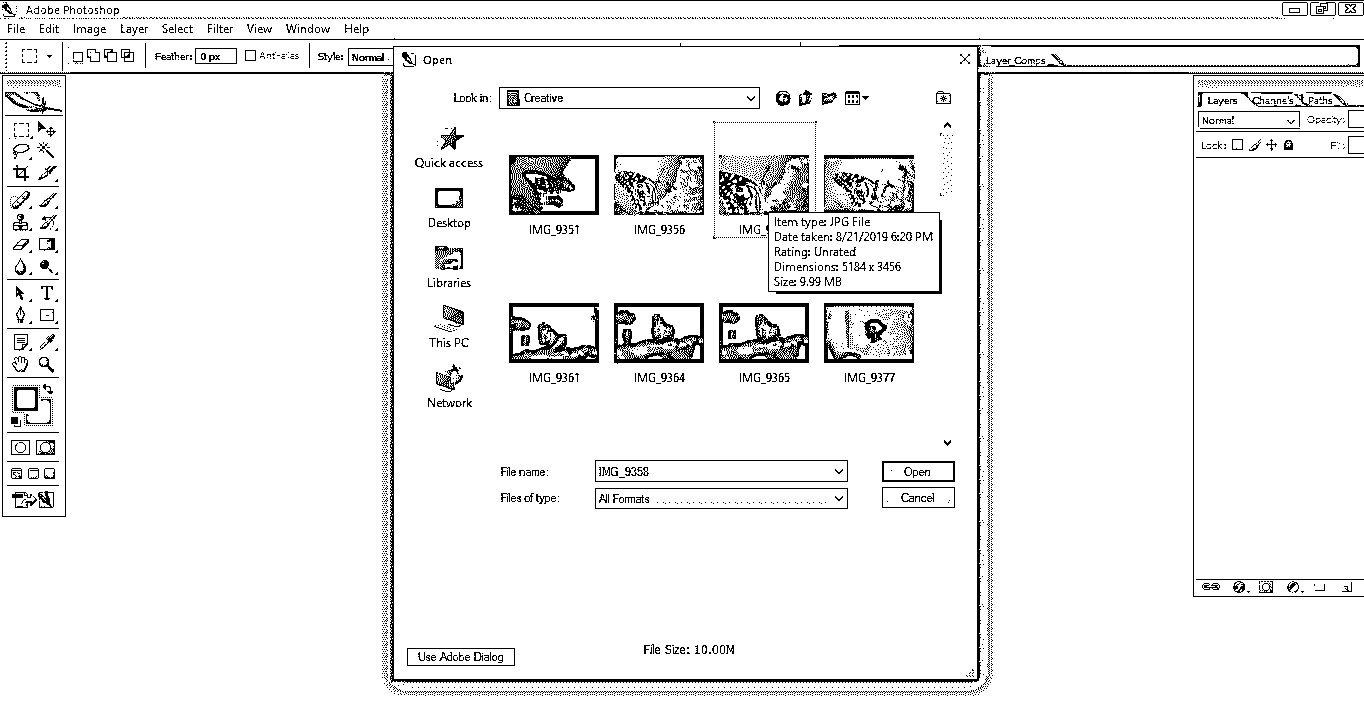 Adobe Photoshop
File Edit Image Layer Select Filter View Window Help
Feather: 0 px Anti-alias Style: Normal
Layer Comps
Open
Look in: Creative
Layers Channels Paths
Normal Opacity:
Lock:
Quick access
Desktop
Libraries
This PC
Network
IMG_9351 IMG_9356
Item type: JPG File
Date taken: 8/21/2019 6:20 PM
Rating: Unrated
Dimensions: 5184 x 3456
Size: 9.99 MB
IMG_9361 IMG_9364 IMG_9365 IMG_9377
File name: IMG_9358 Open
Files of type: All Formats Cancel
File Size: 10.00M
Use Adobe Dialog